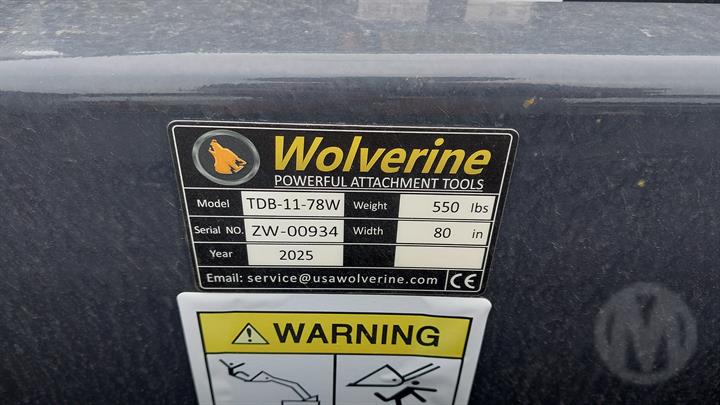 Wolverine
POWERFUL ATTACHMENT TOOLS
Model TDB-11-78W Weight 550 lbs
Serial NO. ZW-00934 Width 80 in
Year 2025
Email: service@usawolverine.com CE
WARNING
M